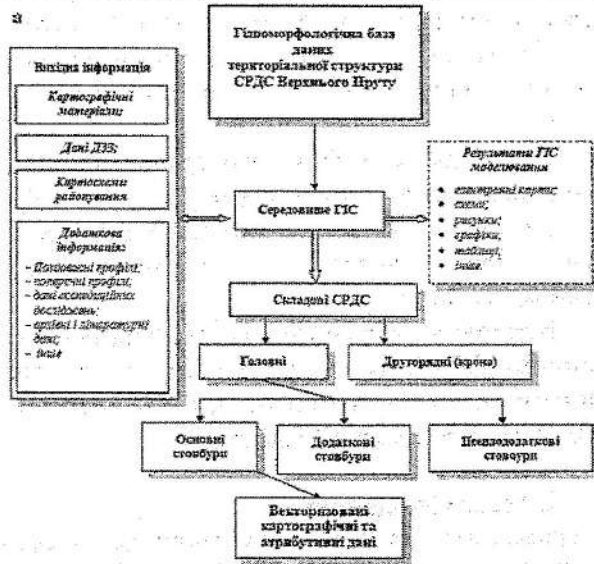 а
Гідроморфологічна база
даних
територіальної структури
СРДС Верхнього Пруту
Вихідна інформація
Картографічні
матеріали;
Дані ДЗЗ;
Картосхеми
районування
Додаткова
інформація:
– Поздовжні профілі;
– поперечні профілі;
– дані експедиційних
досліджень;
– архівні і літературні
дані;
– інше
Середовище ГІС
Результати ГІС
моделювання
електронні карти;
схеми;
рисунки;
графіки;
таблиці;
інше.
Складові СРДС
Головні
Другорядні (крона)
Основні
стовбури
Додаткові
стовбури
Псевдододаткові
стовбури
Векторизовані
картографічні та
атрибутивні дані